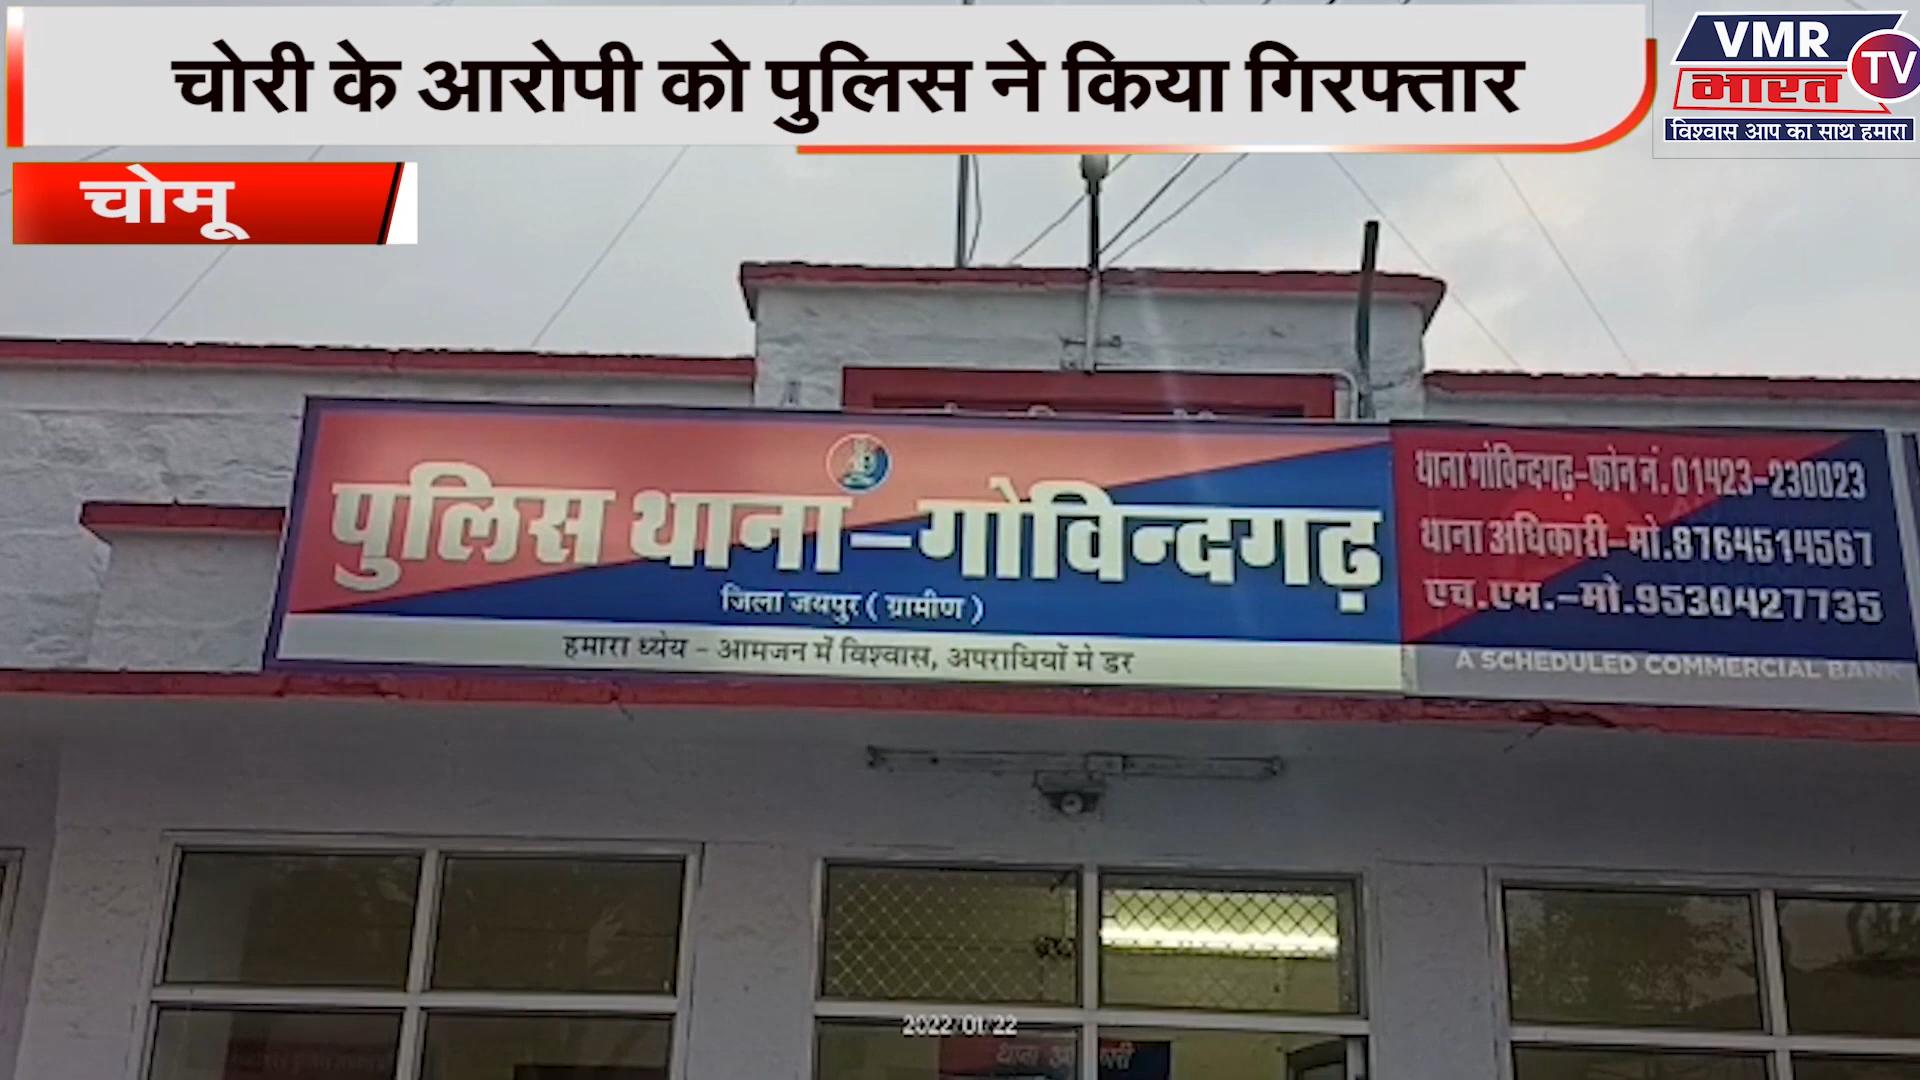 चोरी के आरोपी को पुलिस ने किया गिरफ्तार
VMR
भारत
TV
विश्वास आप का साथ हमारा
चोमू
पुलिस थाना-गोविन्दगढ़
जिला जयपुर ( ग्रामीण )
हमारा ध्येय - आमजन में विश्वास, अपराधियों में डर
थाना गोविन्दगढ़-फोन नं. 01423-230023
थाना अधिकारी-मो.8764514567
एच.एम.-मो.9530427735
A SCHEDULED COMMERCIAL BANK
2022/01/22
थाना